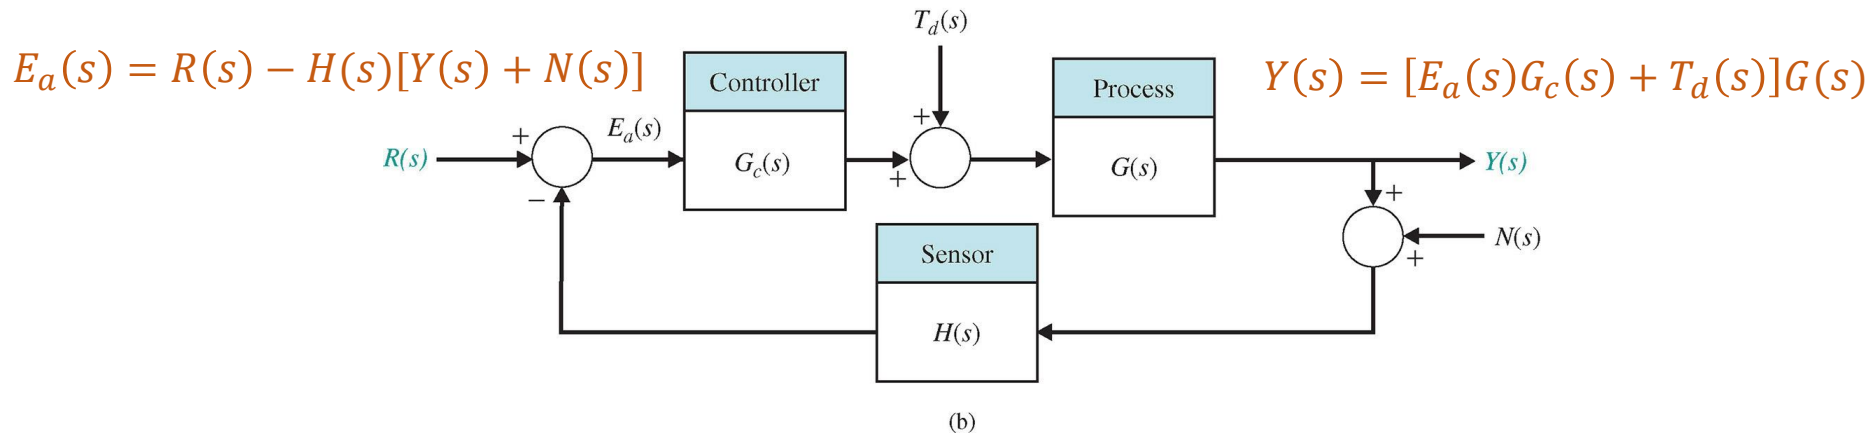 T_d(s)
E_a(s) = R(s) − H(s)[Y(s) + N(s)]
Y(s) = [E_a(s)G_c(s) + T_d(s)]G(s)
Controller
Process
+
+
E_a(s)
R(s)
G_c(s)
+
G(s)
Y(s)
−
+
N(s)
+
Sensor
H(s)
(b)